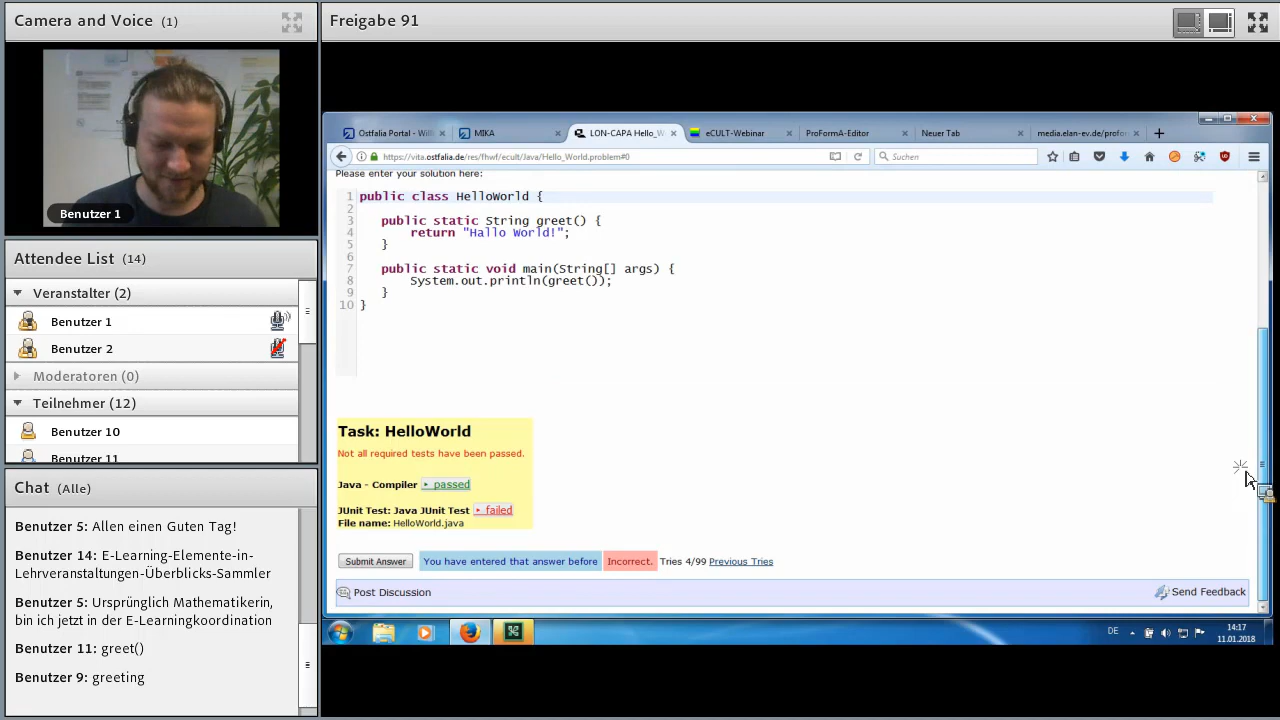 Camera and Voice (1)
Benutzer 1
Attendee List (14)
Veranstalter (2)
Benutzer 1
Benutzer 2
Moderatoren (0)
Teilnehmer (12)
Benutzer 10
Benutzer 11
Chat (Alle)
Benutzer 5: Allen einen Guten Tag!
Benutzer 14: E-Learning-Elemente-in-
Lehrveranstaltungen-Überblicks-Sammler
Benutzer 5: Ursprünglich Mathematikerin,
bin ich jetzt in der E-Learningkoordination
Benutzer 11: greet()
Benutzer 9: greeting
Freigabe 91
Ostfalia Portal - Will
MIKA
LON-CAPA Hello_W
eCULT-Webinar
ProFormA-Editor
Neuer Tab
media.elan-ev.de/profor
https://vita.ostfalia.de/res/fhwf/ecult/Java/Hello_World.problem#0
Suchen
Please enter your solution here:
1 public class HelloWorld {
2
3 public static String greet() {
4 return "Hallo World!";
5 }
6
7 public static void main(String[] args) {
8 System.out.println(greet());
9 }
10 }
Task: HelloWorld
Not all required tests have been passed.
Java - Compiler passed
JUnit Test: Java JUnit Test failed
File name: HelloWorld.java
Submit Answer You have entered that answer before Incorrect. Tries 4/99 Previous Tries
Post Discussion Send Feedback
DE 14:17
11.01.2018